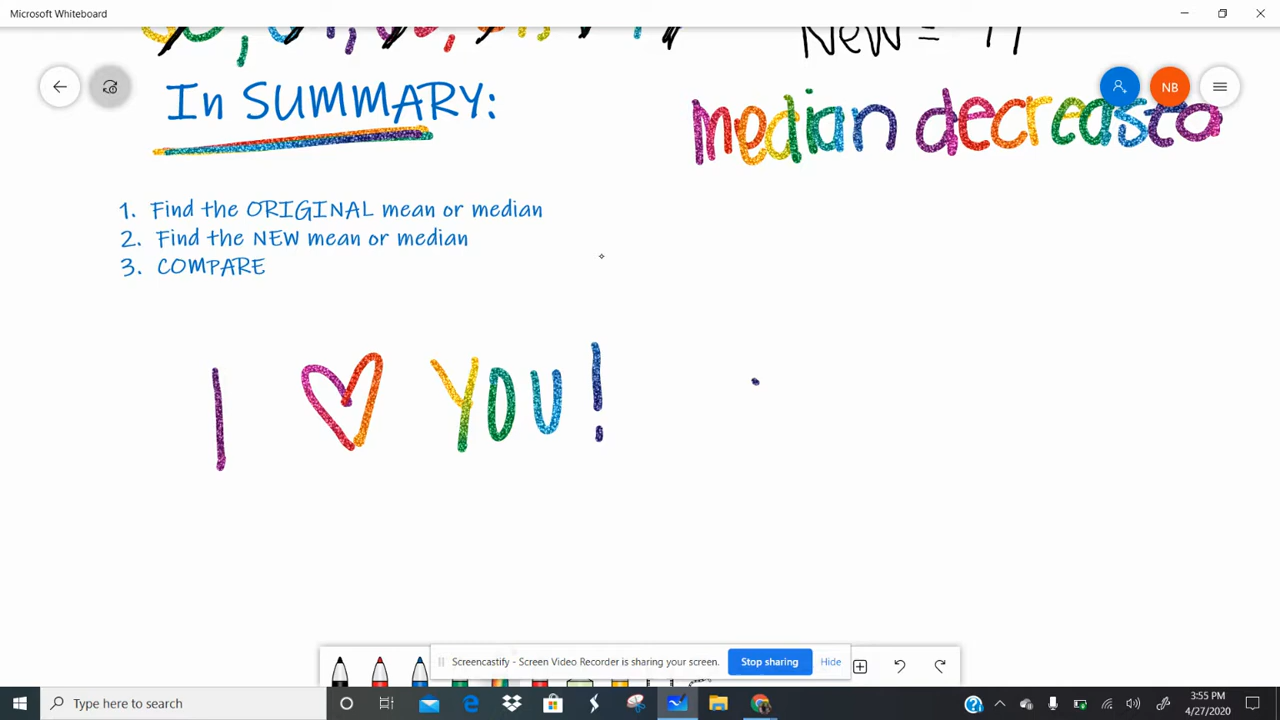 Microsoft Whiteboard
New =
In SUMMARY:
NB
median decreased
1. Find the ORIGINAL mean or median
2. Find the NEW mean or median
3. COMPARE
I ♡ YOU!
Screencastify - Screen Video Recorder is sharing your screen.
Stop sharing
Hide
Type here to search
3:55 PM
4/27/2020